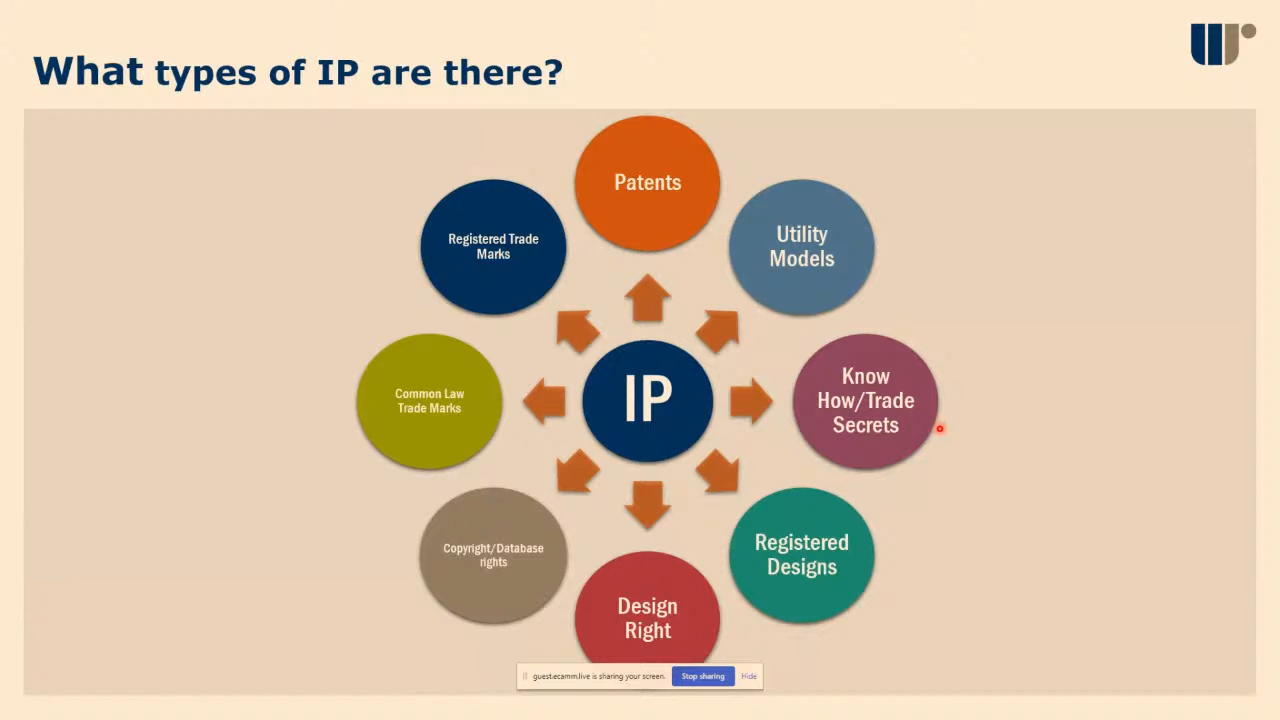 What types of IP are there?
Patents
Utility
Models
Know
How/Trade
Secrets
Registered
Designs
Design
Right
Copyright/Database
rights
Common Law
Trade Marks
Registered Trade
Marks
IP
guest.ecamm.live is sharing your screen. Stop sharing Hide